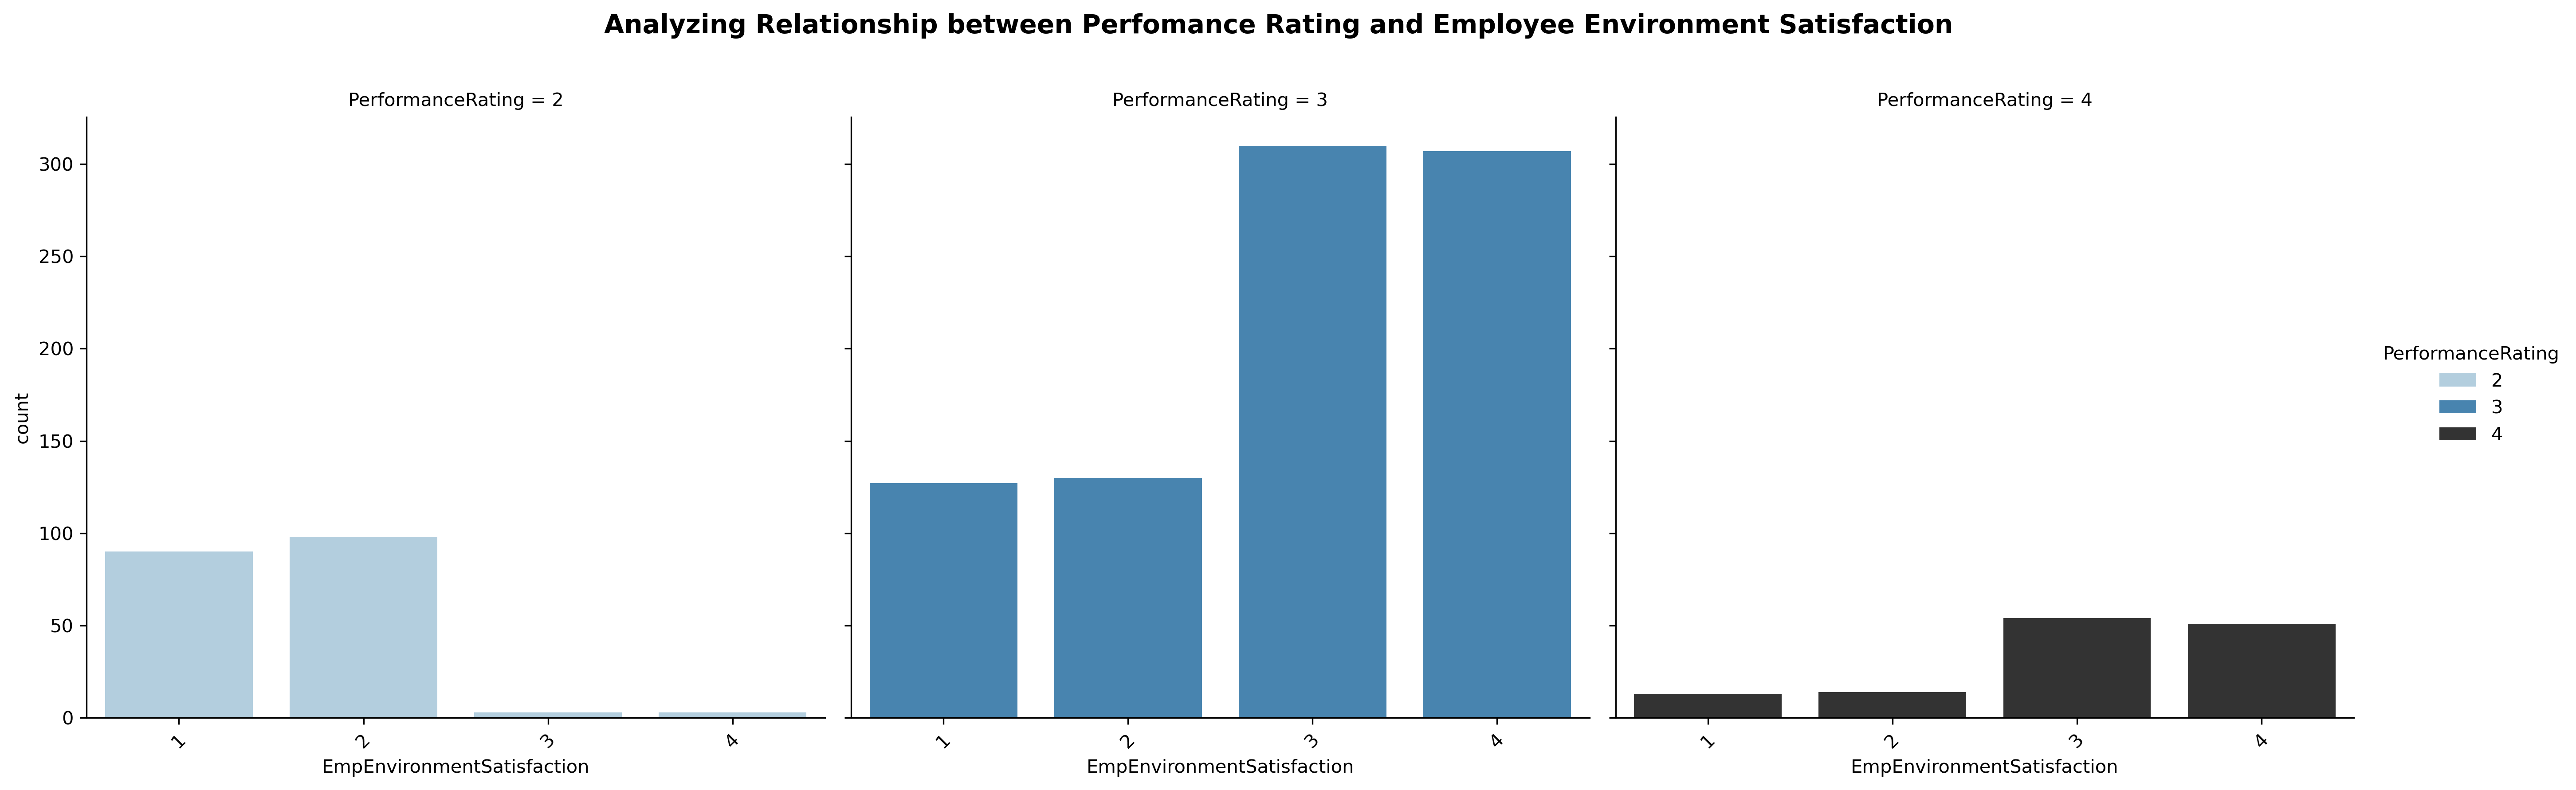 Analyzing Relationship between Perfomance Rating and Employee Environment Satisfaction
PerformanceRating = 2
PerformanceRating = 3
PerformanceRating = 4
count
300
250
200
150
100
50
0
1 2 3 4
1 2 3 4
1 2 3 4
EmpEnvironmentSatisfaction
EmpEnvironmentSatisfaction
EmpEnvironmentSatisfaction
PerformanceRating
2
3
4